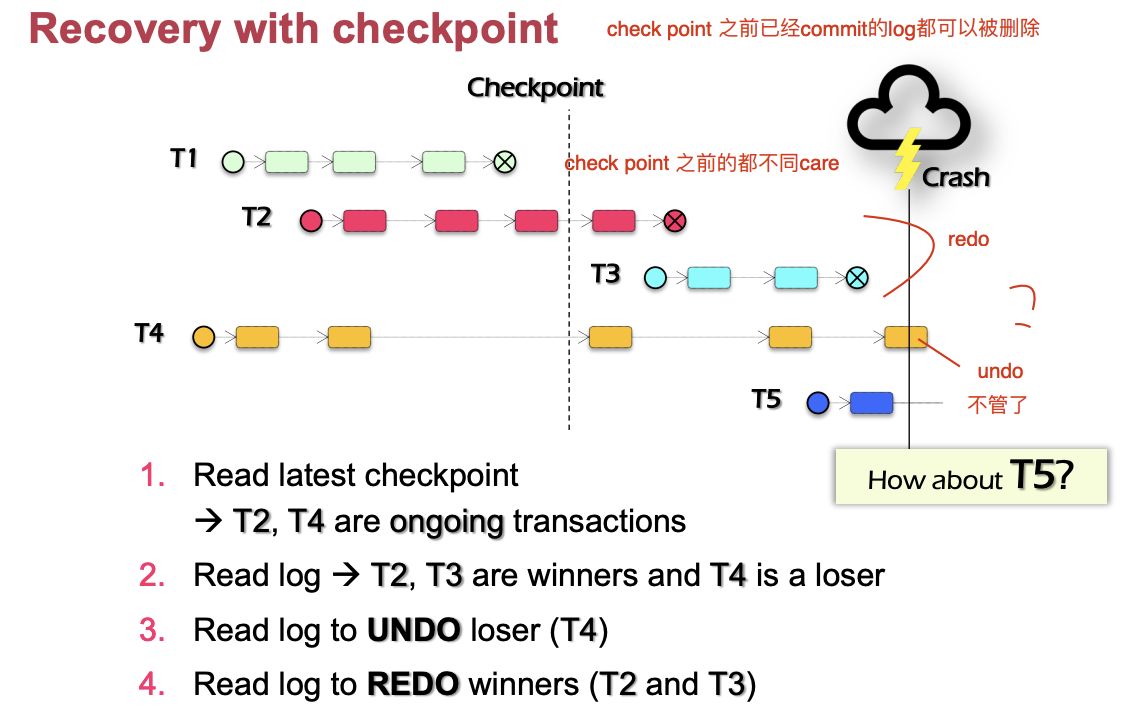 Recovery with checkpoint
check point 之前已经commit的log都可以被删除
Checkpoint
T1
check point 之前的都不同care
Crash
T2
redo
T3
T4
undo
T5
不管了
How about T5?
1. Read latest checkpoint
→ T2, T4 are ongoing transactions
2. Read log → T2, T3 are winners and T4 is a loser
3. Read log to UNDO loser (T4)
4. Read log to REDO winners (T2 and T3)